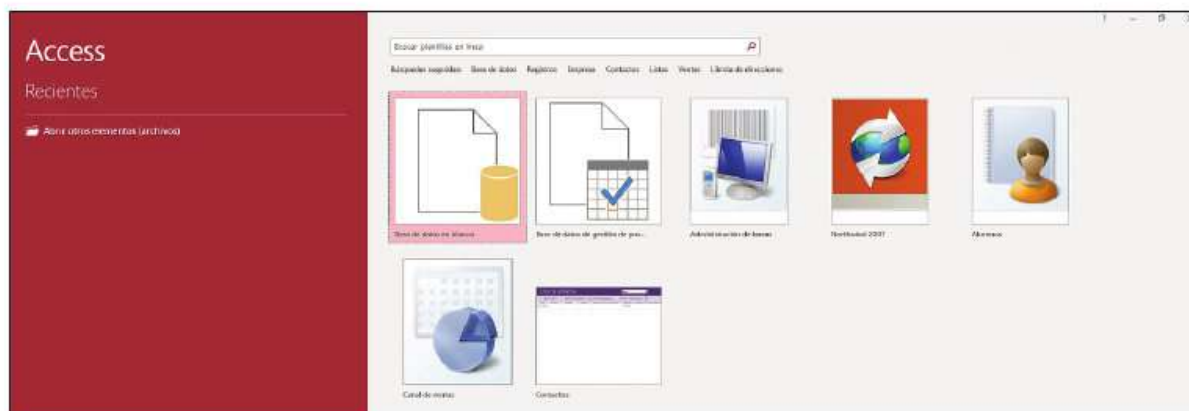 Access
Recientes
Abrir otros elementos (archivos)
Buscar plantillas en línea
Búsquedas sugeridas: Base de datos Registros Empresa Contactos Listas Ventas Libreta de direcciones
Base de datos en blanco
Base de datos de gestión de pro...
Administración de bienes
Northwind 2007
Alumnos
Canal de ventas
Contactos